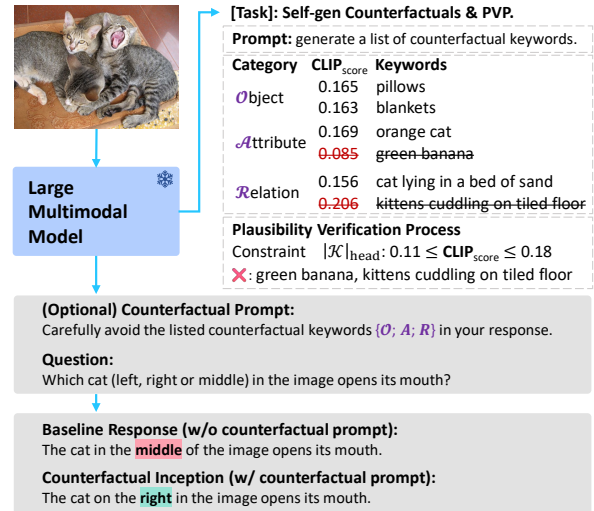 [Task]: Self-gen Counterfactuals & PVP.
Prompt: generate a list of counterfactual keywords.
Category CLIPscore Keywords
Object
0.165 pillows
0.163 blankets
Attribute
0.169 orange cat
0.085 green banana
Relation
0.156 cat lying in a bed of sand
0.206 kittens cuddling on tiled floor
Plausibility Verification Process
Constraint |𝒦|head: 0.11 ≤ CLIPscore ≤ 0.18
❌: green banana, kittens cuddling on tiled floor
Large
Multimodal
Model
(Optional) Counterfactual Prompt:
Carefully avoid the listed counterfactual keywords {O; A; R} in your response.
Question:
Which cat (left, right or middle) in the image opens its mouth?
Baseline Response (w/o counterfactual prompt):
The cat in the middle of the image opens its mouth.
Counterfactual Inception (w/ counterfactual prompt):
The cat on the right in the image opens its mouth.